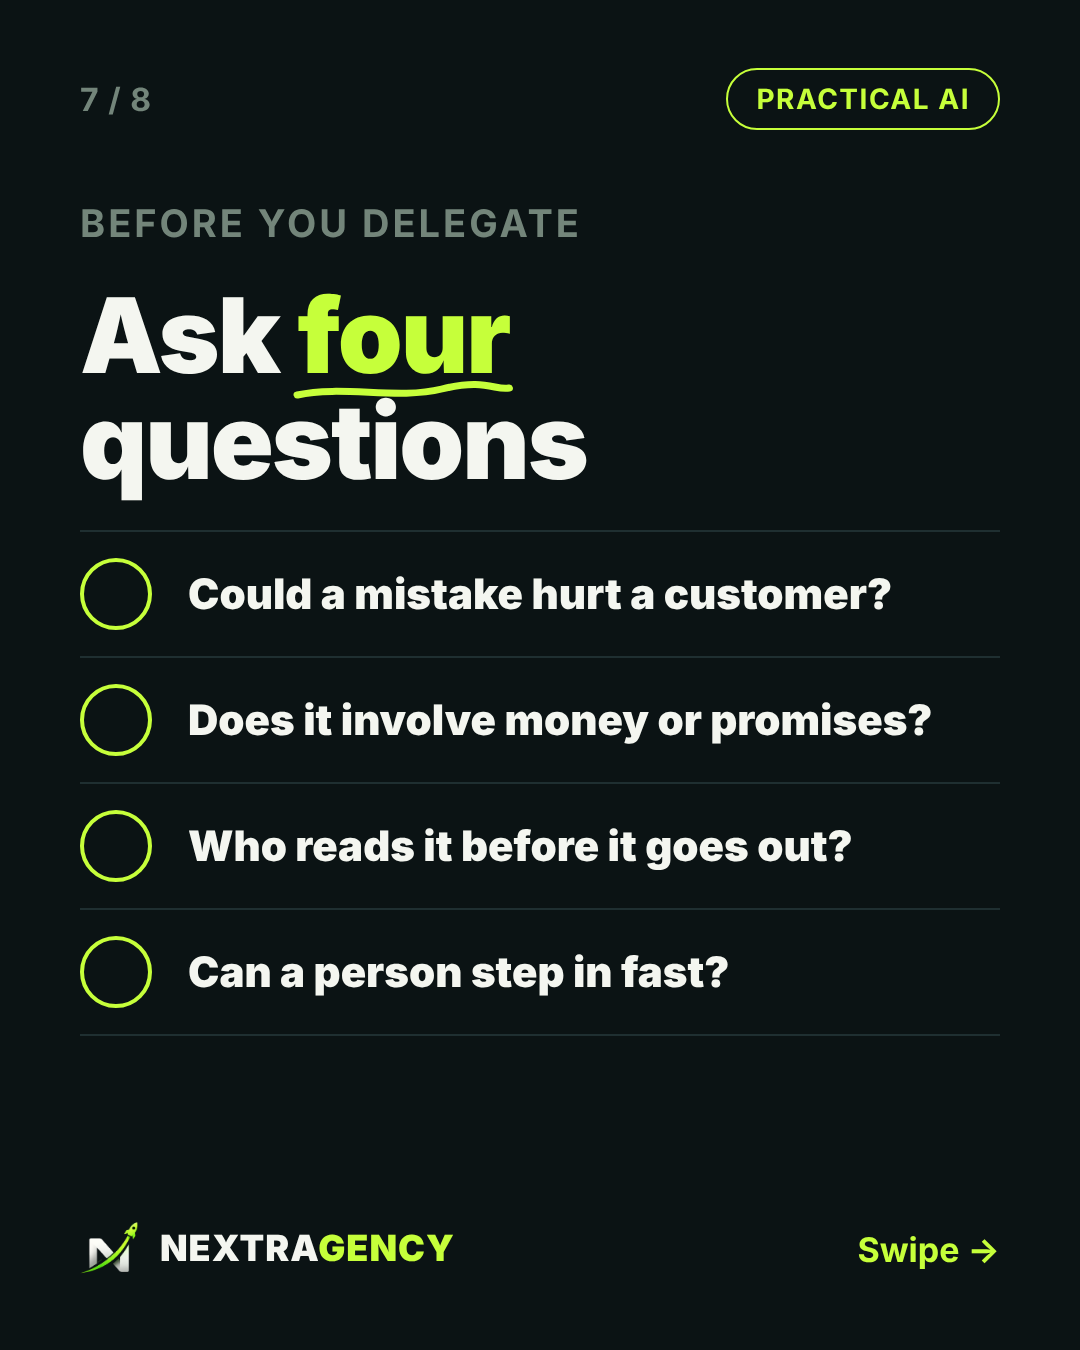 7 / 8
PRACTICAL AI
BEFORE YOU DELEGATE
Ask four
questions
Could a mistake hurt a customer?
Does it involve money or promises?
Who reads it before it goes out?
Can a person step in fast?
NEXTRAGENCY
Swipe →